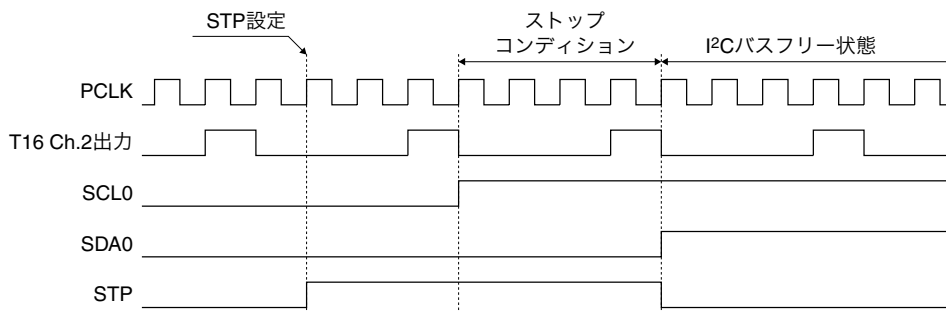 STP設定
ストップ
コンディション
I²Cバスフリー状態
PCLK
T16 Ch.2出力
SCL0
SDA0
STP